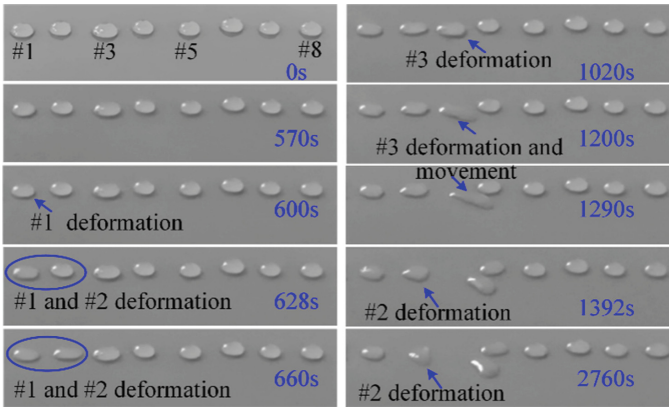 #1 #3 #5 #8
0s
570s
600s
#1 deformation
628s
#1 and #2 deformation
660s
#1 and #2 deformation
#3 deformation
1020s
1200s
#3 deformation and
movement
1290s
#2 deformation
1392s
2760s
#2 deformation